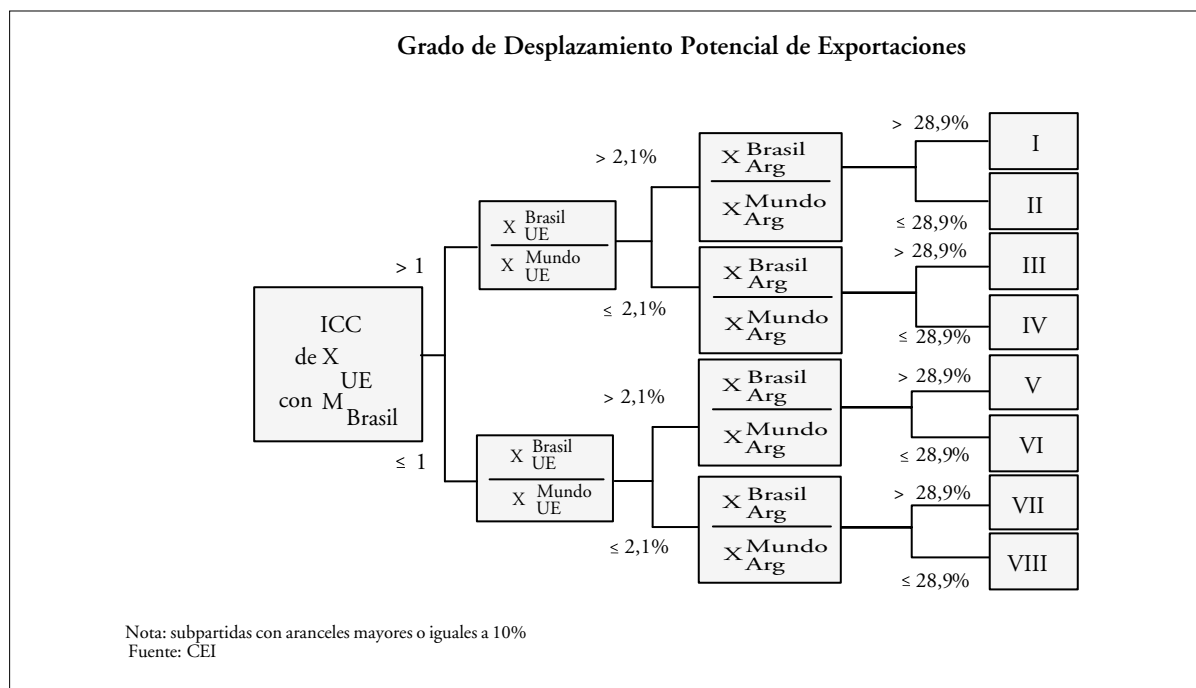 Grado de Desplazamiento Potencial de Exportaciones
ICC
de X UE
con M Brasil
> 1
≤ 1
X Brasil UE
X Mundo UE
X Brasil UE
X Mundo UE
> 2,1%
≤ 2,1%
> 2,1%
≤ 2,1%
X Brasil Arg
X Mundo Arg
X Brasil Arg
X Mundo Arg
X Brasil Arg
X Mundo Arg
X Brasil Arg
X Mundo Arg
> 28,9%
≤ 28,9%
> 28,9%
≤ 28,9%
> 28,9%
≤ 28,9%
> 28,9%
≤ 28,9%
I
II
III
IV
V
VI
VII
VIII
Nota: subpartidas con aranceles mayores o iguales a 10%
Fuente: CEI